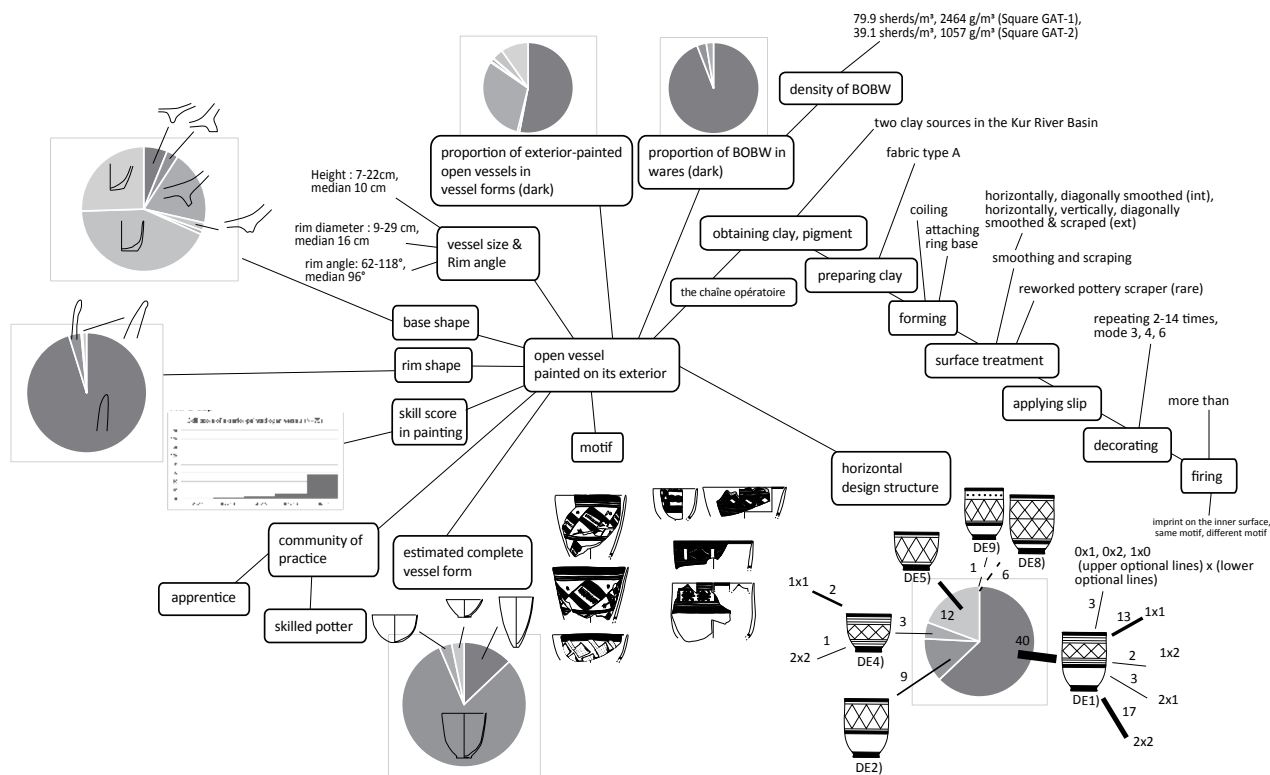 79.9 sherds/m³, 2464 g/m³ (Square GAT-1),
39.1 sherds/m³, 1057 g/m³ (Square GAT-2)
density of BOBW
proportion of exterior-painted
open vessels in
vessel forms (dark)
proportion of BOBW in
wares (dark)
two clay sources in the Kur River Basin
fabric type A
Height : 7-22cm,
median 10 cm
rim diameter : 9-29 cm,
median 16 cm
rim angle: 62-118°,
median 96°
vessel size &
Rim angle
obtaining clay, pigment
coiling
attaching
ring base
horizontally, diagonally smoothed (int),
horizontally, vertically, diagonally
smoothed & scraped (ext)
smoothing and scraping
preparing clay
the chaîne opératoire
reworked pottery scraper (rare)
forming
base shape
repeating 2-14 times,
mode 3, 4, 6
open vessel
painted on its exterior
rim shape
surface treatment
applying slip
more than
skill score
in painting
motif
decorating
horizontal
design structure
firing
imprint on the inner surface,
same motif, different motif
community of
practice
estimated complete
vessel form
apprentice
skilled potter
DE9)
DE8)
DE5)
1
6
0x1, 0x2, 1x0
(upper optional lines) x (lower
optional lines)
1x1
2
12
3
13
1x1
3
40
1
2x2
DE4)
2
1x2
9
3
2x1
DE1)
17
2x2
DE2)